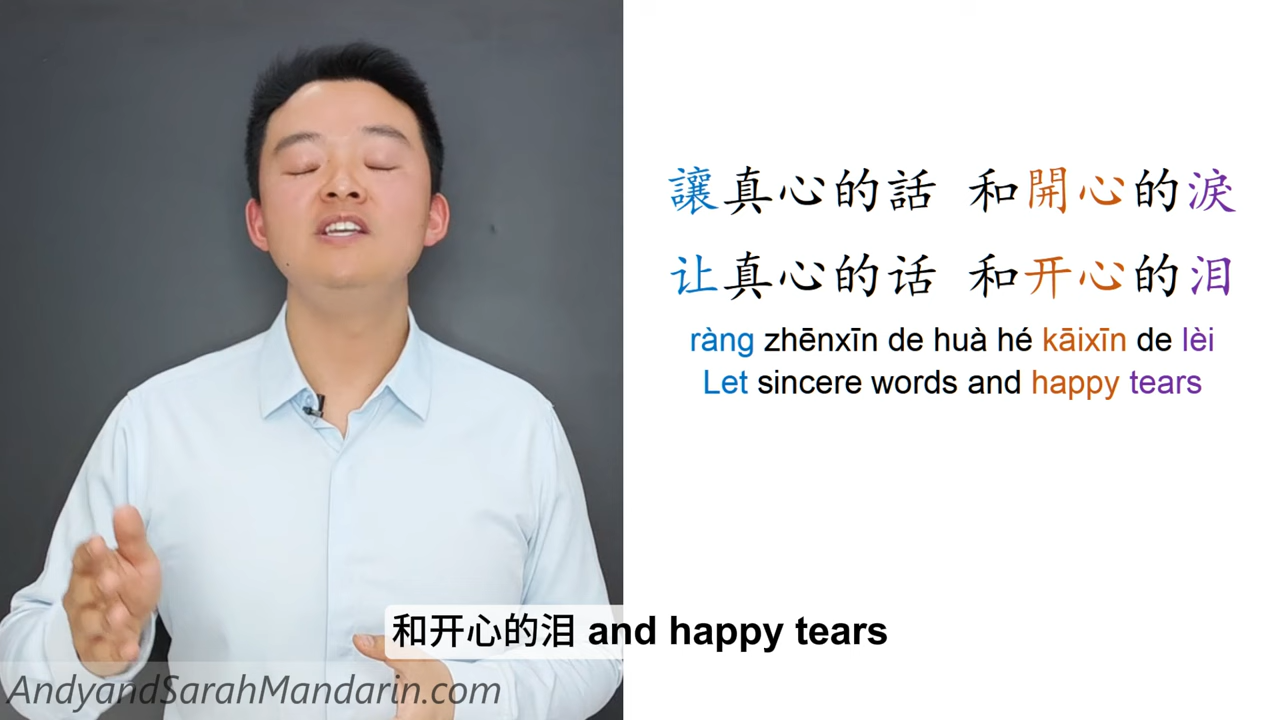 讓真心的話 和開心的淚
让真心的话 和开心的泪
ràng zhēnxīn de huà hé kāixīn de lèi
Let sincere words and happy tears
和开心的泪 and happy tears
AndyandSarahMandarin.com